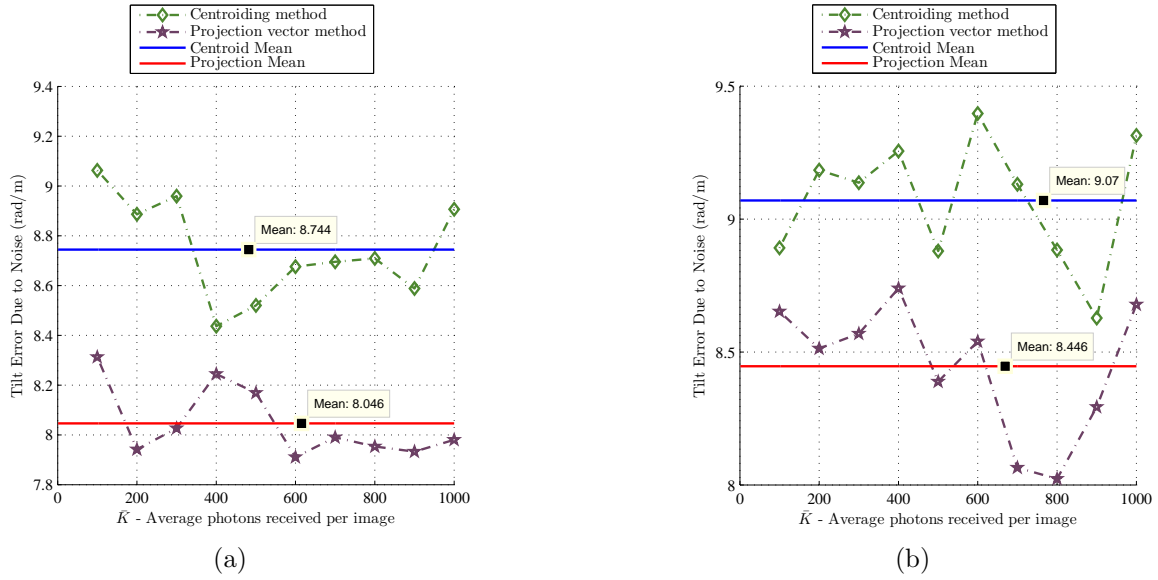 Centroiding method
Projection vector method
Centroid Mean
Projection Mean
9.4
9.2
9
8.8
8.6
8.4
8.2
8
7.8
Tilt Error Due to Noise (rad/m)
Mean: 8.744
Mean: 8.046
0
200
400
600
800
1000
K̄ - Average photons received per image
(a)
Centroiding method
Projection vector method
Centroid Mean
Projection Mean
9.5
9
8.5
8
Tilt Error Due to Noise (rad/m)
Mean: 9.07
Mean: 8.446
0
200
400
600
800
1000
K̄ - Average photons received per image
(b)